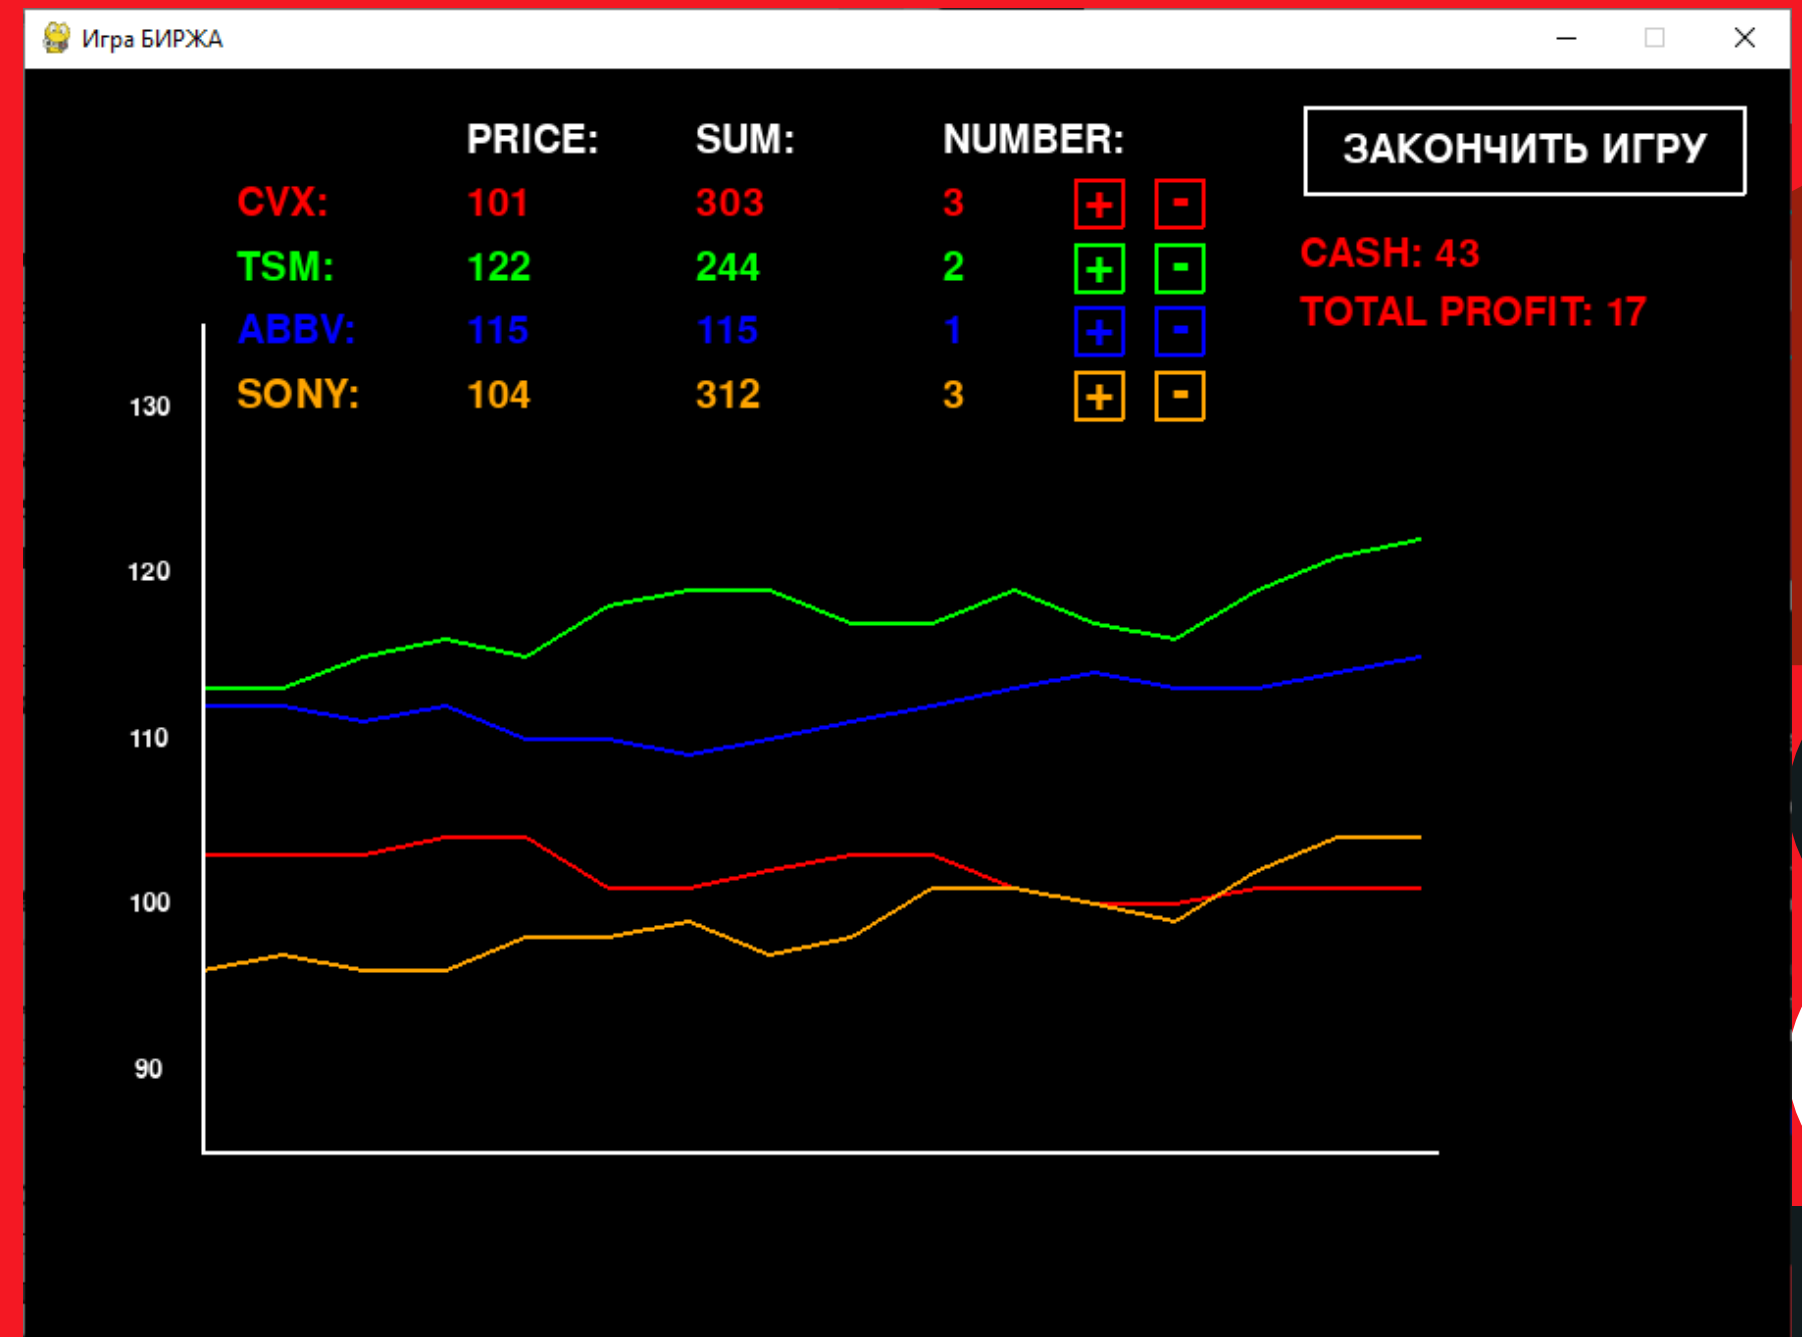 Игра БИРЖА
PRICE: SUM: NUMBER: ЗАКОНЧИТЬ ИГРУ
CVX: 101 303 3 + -
CASH: 43
TSM: 122 244 2 + -
TOTAL PROFIT: 17
ABBV: 115 115 1 + -
SONY: 104 312 3 + -
130
120
110
100
90